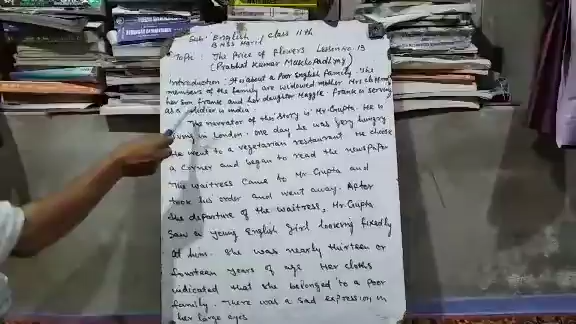 Sub: English / class 11th
BNSS Hati
Topic: The Price of Flowers Lesson no 13
(Prabhat Kumar Mukhopadhyay)
Introduction: It is about a Poor English family. The
members of the family are widowed mother Mrs clifford
her son Frank and her daughter Maggie. Frank is serving
as a soldier in India.
The narrator of this story is Mr. Gupta. He is
living in London. One day he was very hungry
He went to a vegetarian restaurant. He choose
a corner and began to read the newspaper
The waitress came to Mr. Gupta and
took his order and went away. After
the departure of the waitress, Mr. Gupta
saw a young English girl looking fixedly
at him. She was nearly thirteen or
fourteen years of age Her cloths
indicated that she belonged to a poor
family. There was a sad expression in
her large eyes